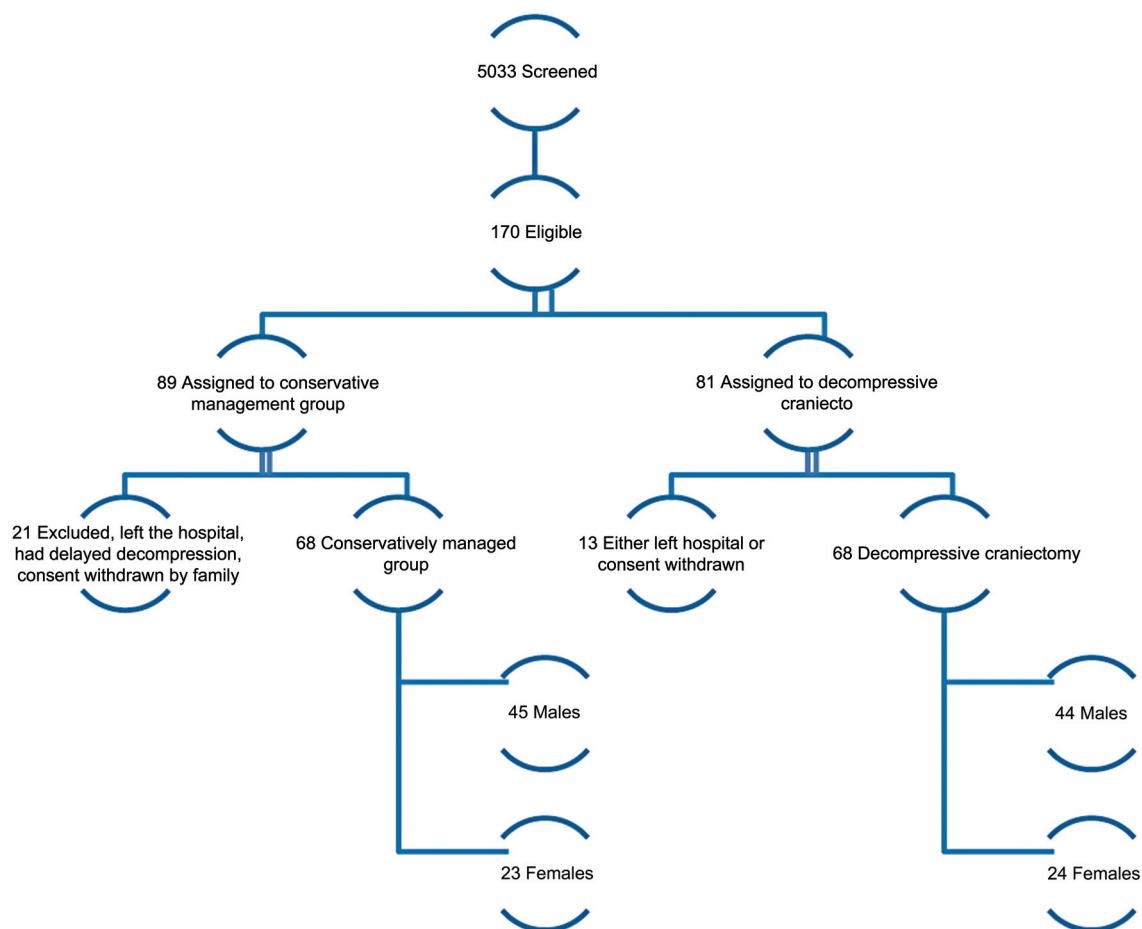 5033 Screened
170 Eligible
89 Assigned to conservative
management group
81 Assigned to decompressive
craniecto
21 Excluded, left the hospital,
had delayed decompression,
consent withdrawn by family
68 Conservatively managed
group
13 Either left hospital or
consent withdrawn
68 Decompressive craniectomy
45 Males
44 Males
23 Females
24 Females